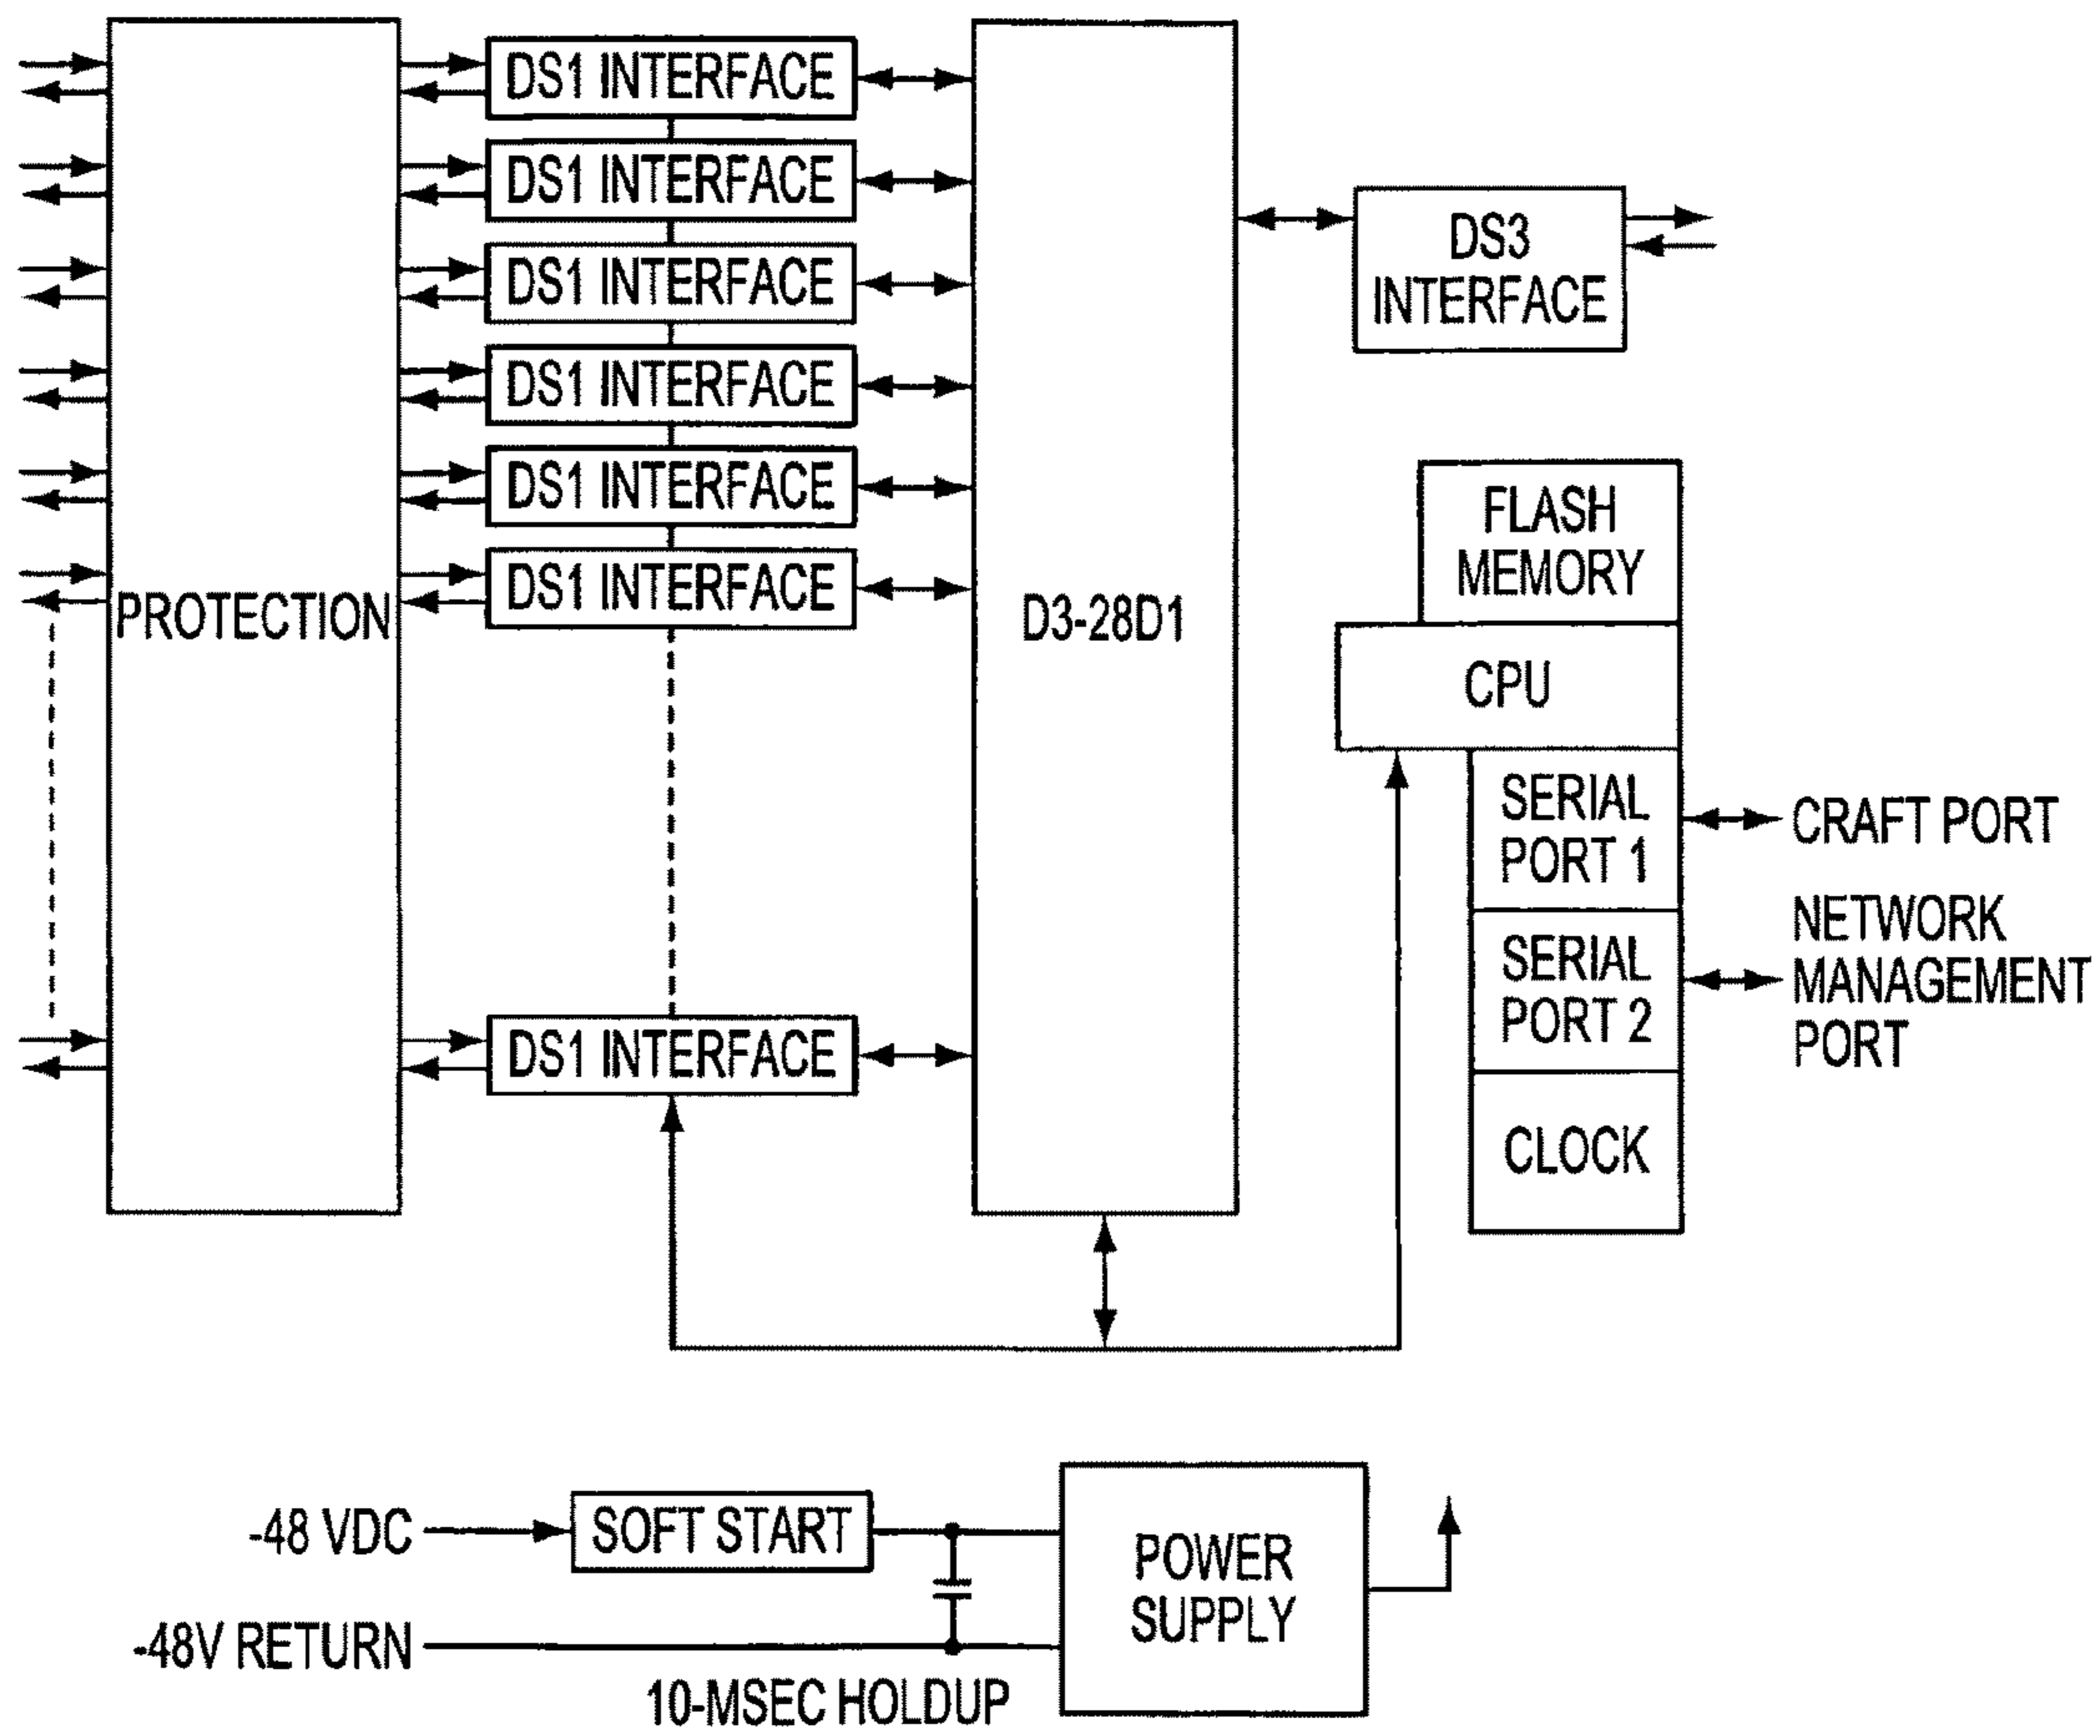 DS1 INTERFACE
DS1 INTERFACE
DS1 INTERFACE
DS1 INTERFACE
DS1 INTERFACE
DS1 INTERFACE
DS1 INTERFACE
PROTECTION
D3-28D1
DS3
INTERFACE
FLASH
MEMORY
CPU
SERIAL
PORT 1
CRAFT PORT
SERIAL
PORT 2
NETWORK
MANAGEMENT
PORT
CLOCK
-48 VDC
SOFT START
-48V RETURN
10-MSEC HOLDUP
POWER
SUPPLY